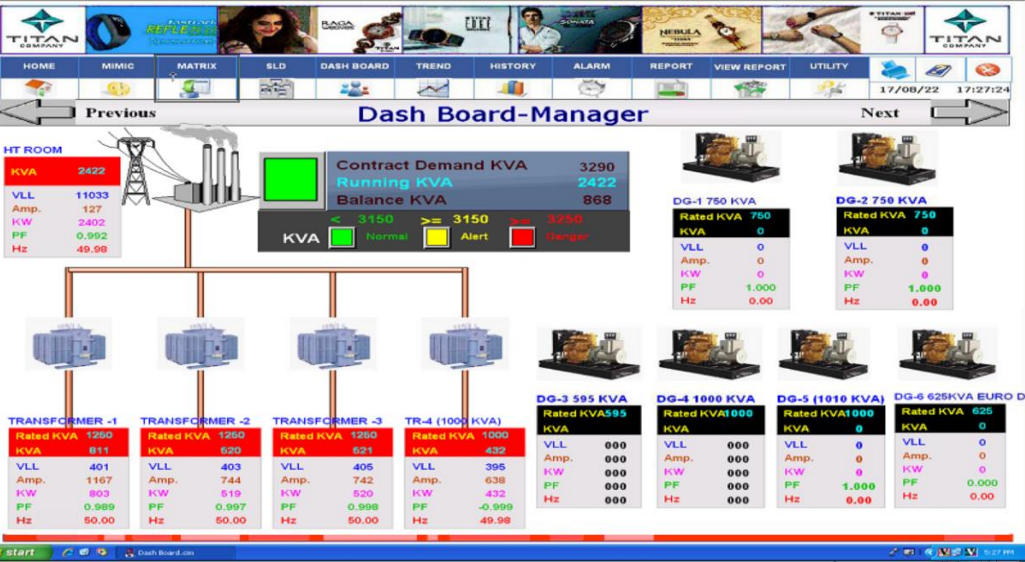 TITAN
COMPANY
FASTRACK
REFLEX
RAGA
TITAN
FREE
SONATA
NEBULA
TITAN
TITAN
COMPANY
HOME MIMIC MATRIX SLD DASH BOARD TREND HISTORY ALARM REPORT VIEW REPORT UTILITY
17/08/22 17:27:24
Previous Dash Board-Manager Next
HT ROOM
KVA 2422
VLL 11033
Amp. 127
KW 2402
PF 0.992
Hz 49.98
Contract Demand KVA 3290
Running KVA 2422
Balance KVA 868
< 3150 >= 3150 >= 3250
KVA Normal Alert Danger
DG-1 750 KVA
Rated KVA 750
KVA 0
VLL 0
Amp. 0
KW 0
PF 1.000
Hz 0.00
DG-2 750 KVA
Rated KVA 750
KVA 0
VLL 0
Amp. 0
KW 0
PF 1.000
Hz 0.00
TRANSFORMER -1
Rated KVA 1250
KVA 811
VLL 401
Amp. 1167
KW 803
PF 0.989
Hz 50.00
TRANSFORMER -2
Rated KVA 1250
KVA 520
VLL 403
Amp. 744
KW 519
PF 0.997
Hz 50.00
TRANSFORMER -3
Rated KVA 1250
KVA 521
VLL 405
Amp. 742
KW 520
PF 0.998
Hz 50.00
TR-4 (1000 KVA)
Rated KVA 1000
KVA 432
VLL 395
Amp. 638
KW 432
PF -0.999
Hz 49.98
DG-3 595 KVA
Rated KVA595
KVA
VLL 000
Amp. 000
KW 000
PF 000
Hz 000
DG-4 1000 KVA
Rated KVA1000
KVA
VLL 000
Amp. 000
KW 000
PF 000
Hz 000
DG-5 (1010 KVA)
Rated KVA1000
KVA 0
VLL 0
Amp. 0
KW 0
PF 1.000
Hz 0.00
DG-6 625KVA EURO D
Rated KVA 625
KVA 0
VLL 0
Amp. 0
KW 0
PF 0.000
Hz 0.00
start Dash Board.cim 5:27 PM